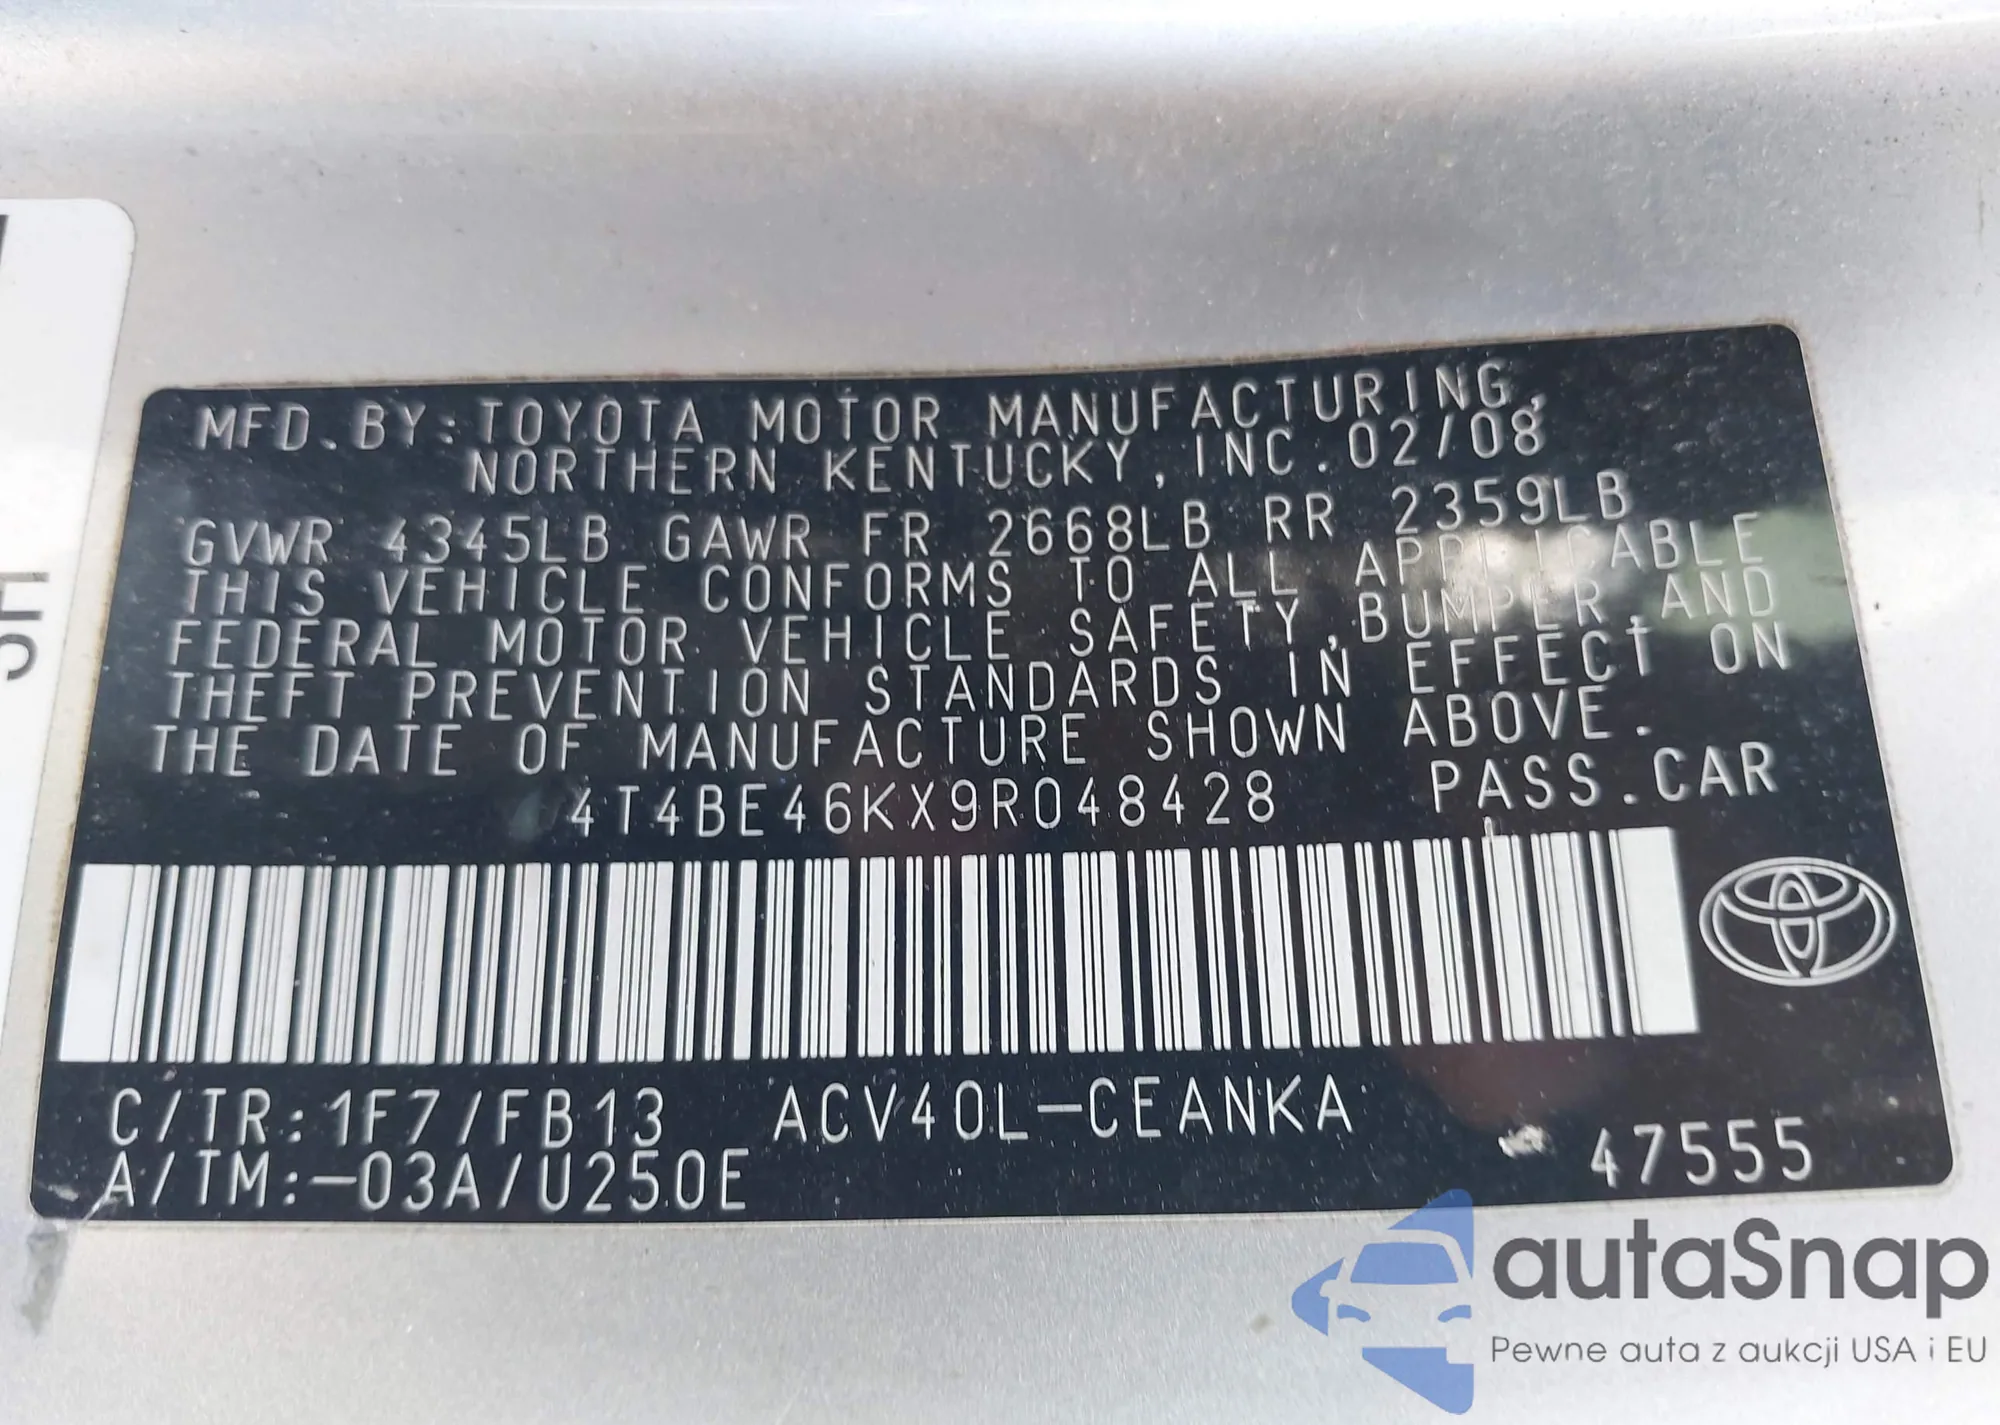 MFD.BY:TOYOTA MOTOR MANUFACTURING,
NORTHERN KENTUCKY,INC.02/08
GVWR 4345LB GAWR FR 2668LB RR 2359LB
THIS VEHICLE CONFORMS TO ALL APPLICABLE
FEDERAL MOTOR VEHICLE SAFETY,BUMPER,AND
THEFT PREVENTION STANDARDS IN EFFECT ON
THE DATE OF MANUFACTURE SHOWN ABOVE.
4T4BE46KX9R048428 PASS.CAR
C/TR:1F7/FB13 ACV40L-CEANKA
A/TM:-03A/U250E 47555
autaSnap
Pewne auta z aukcji USA i EU